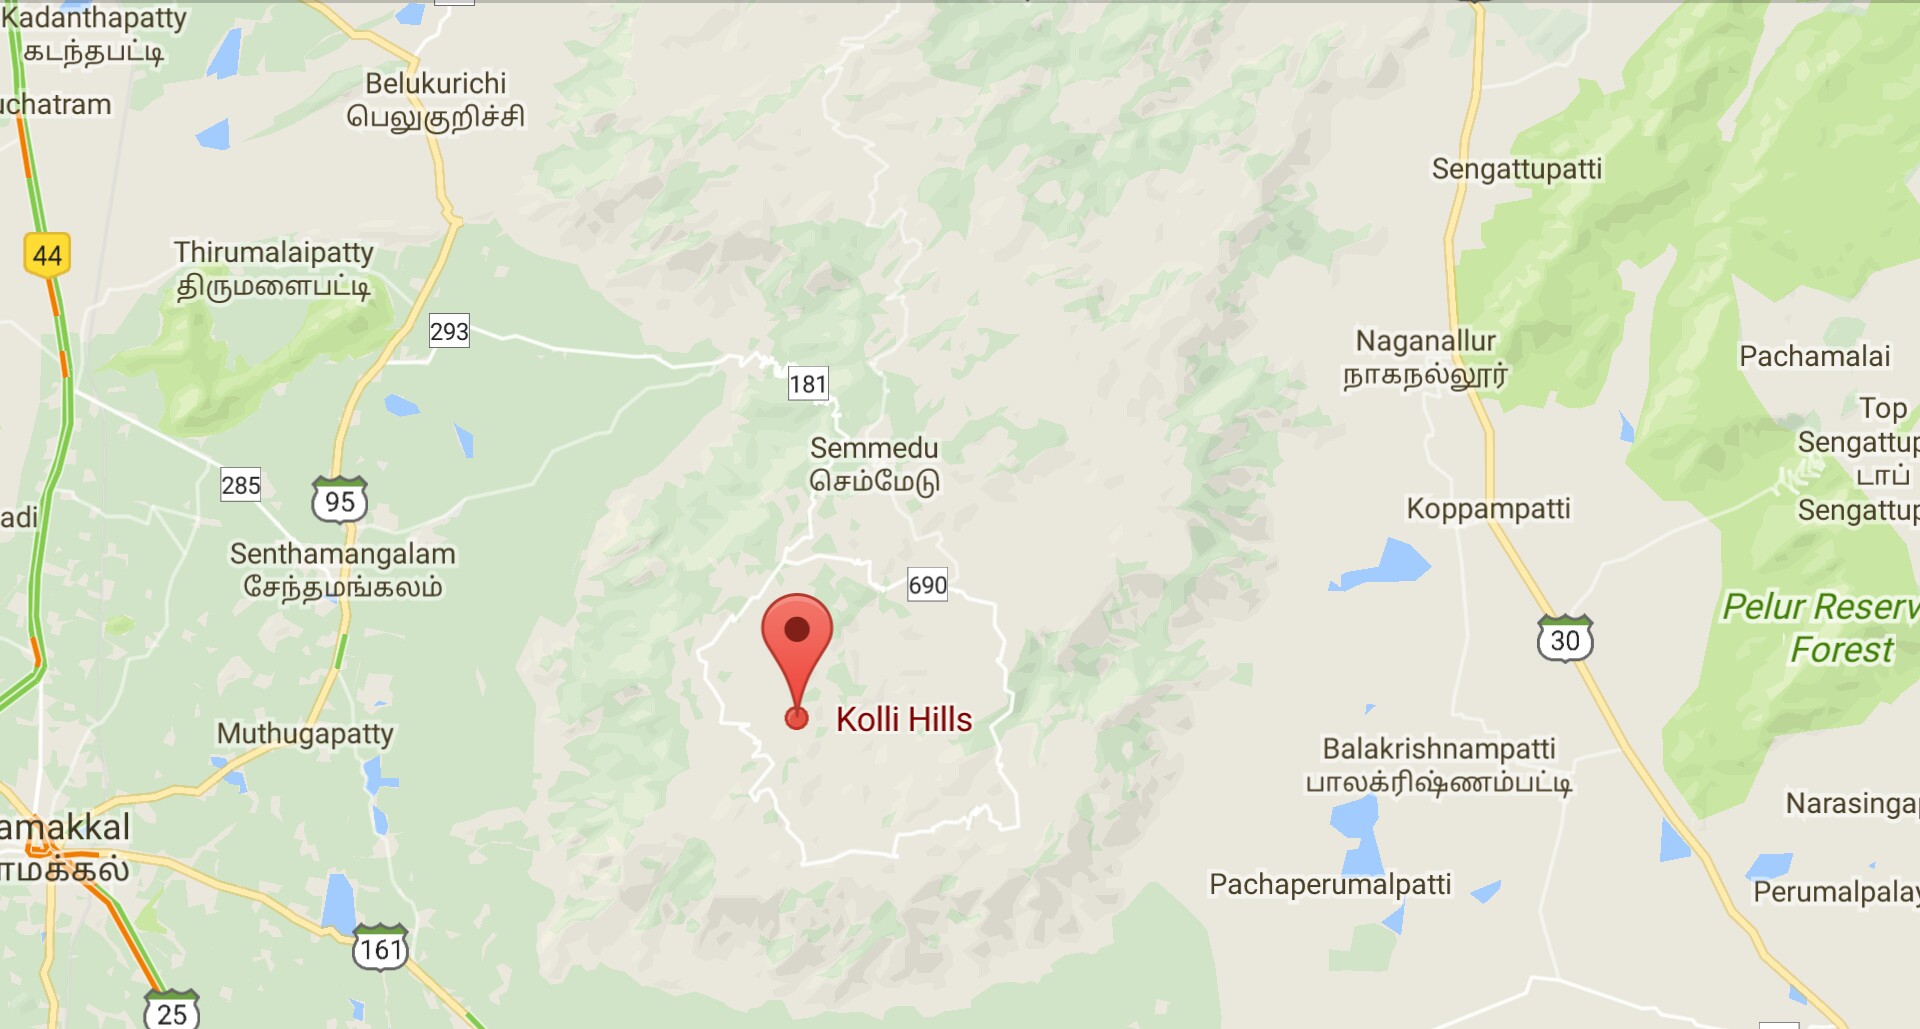 Kadanthapatty
கடந்தபட்டி
uchatram
Belukurichi
பெலுகுறிச்சி
Sengattupatti
44
Thirumalaipatty
திருமளைபட்டி
293
Naganallur
நாகநல்லூர்
Pachamalai
181
Top
Sengattup
டாப்
Sengattup
Semmedu
செம்மேடு
285
95
adi
Koppampatti
Senthamangalam
சேந்தமங்கலம்
690
Pelur Reserv
Forest
30
Kolli Hills
Muthugapatty
Balakrishnampatti
பாலக்ரிஷ்ணம்பட்டி
Narasingap
amakkal
ாமக்கல்
Pachaperumalpatti
Perumalpalay
161
25